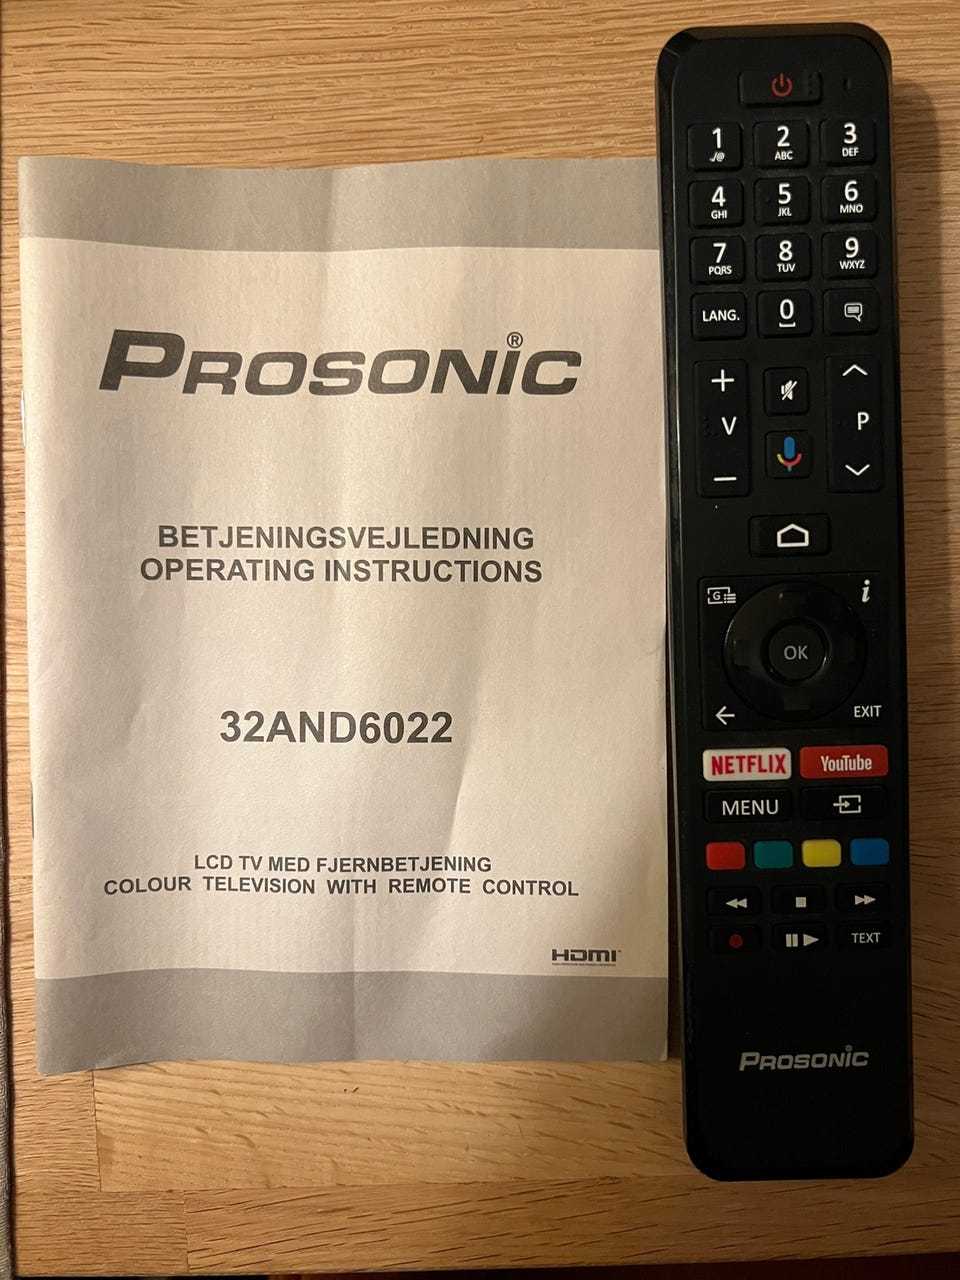 PROSONIC®
BETJENINGSVEJLEDNING
OPERATING INSTRUCTIONS
32AND6022
LCD TV MED FJERNBETJENING
COLOUR TELEVISION WITH REMOTE CONTROL
HDMI™
1 2 3
./@ ABC DEF
4 5 6
GHI JKL MNO
7 8 9
PQRS TUV WXYZ
LANG. 0
+
V P
–
G i
OK
EXIT
NETFLIX YouTube
MENU
TEXT
PROSONIC